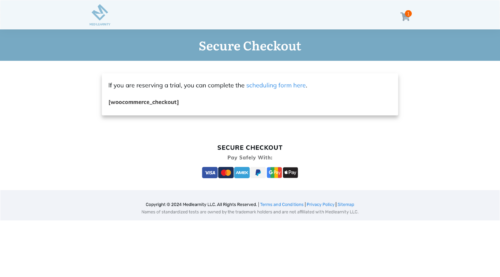 MEDLEARNITY
1
Secure Checkout
If you are reserving a trial, you can complete the scheduling form here.
[woocommerce_checkout]
SECURE CHECKOUT
Pay Safely With:
VISA
G Pay
Apple Pay
Copyright © 2024 Medlearnity LLC. All Rights Reserved. | Terms and Conditions | Privacy Policy | Sitemap
Names of standardized tests are owned by the trademark holders and are not affiliated with Medlearnity LLC.